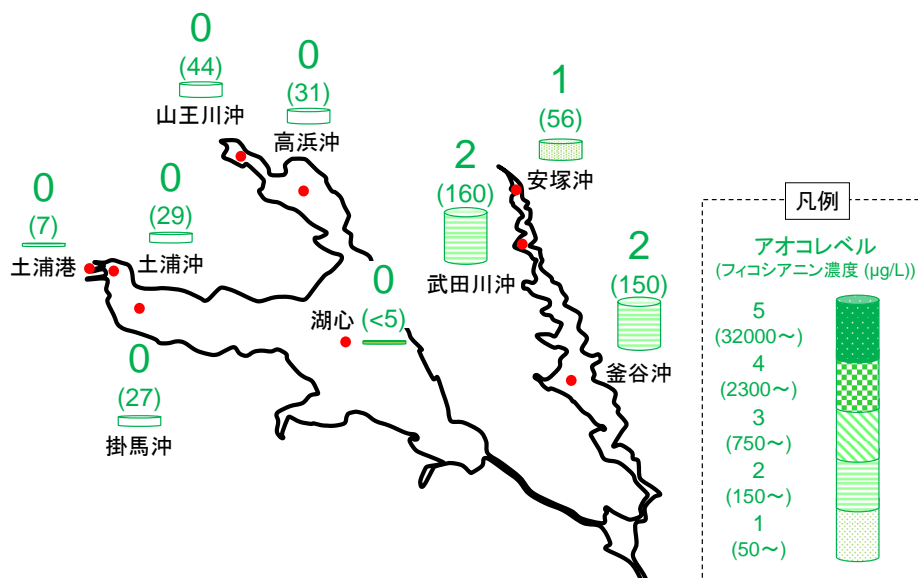 0
(44)
山王川沖
0
(31)
高浜沖
1
(56)
安塚沖
2
(160)
武田川沖
0
(7)
土浦港
0
(29)
土浦沖
2
(150)
釜谷沖
0
湖心 (<5)
0
(27)
掛馬沖
凡例
アオコレベル
(フィコシアニン濃度 (μg/L))
5
(32000~)
4
(2300~)
3
(750~)
2
(150~)
1
(50~)